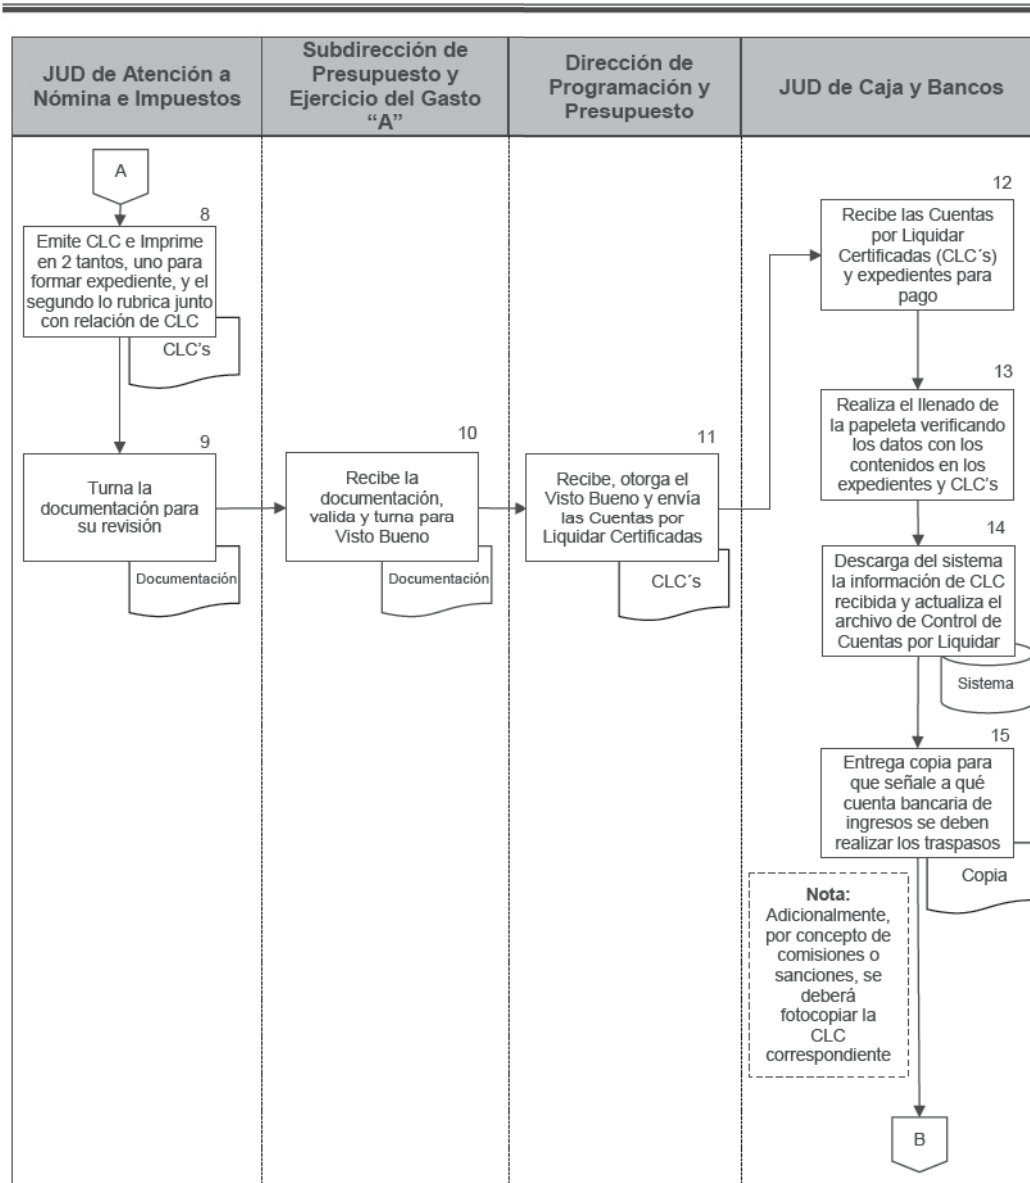 JUD de Atención a
Nómina e Impuestos
Subdirección de
Presupuesto y
Ejercicio del Gasto
“A”
Dirección de
Programación y
Presupuesto
JUD de Caja y Bancos
A
8
Emite CLC e Imprime
en 2 tantos, uno para
formar expediente, y el
segundo lo rubrica junto
con relación de CLC
CLC's
9
Turna la
documentación para
su revisión
Documentación
10
Recibe la
documentación,
valida y turna para
Visto Bueno
Documentación
11
Recibe, otorga el
Visto Bueno y envía
las Cuentas por
Liquidar Certificadas
CLC´s
12
Recibe las Cuentas
por Liquidar
Certificadas (CLC´s)
y expedientes para
pago
13
Realiza el llenado de
la papeleta verificando
los datos con los
contenidos en los
expedientes y CLC's
14
Descarga del sistema
la información de CLC
recibida y actualiza el
archivo de Control de
Cuentas por Liquidar
Sistema
15
Entrega copia para
que señale a qué
cuenta bancaria de
ingresos se deben
realizar los traspasos
Copia
Nota:
Adicionalmente,
por concepto de
comisiones o
sanciones, se
deberá
fotocopiar la
CLC
correspondiente
B